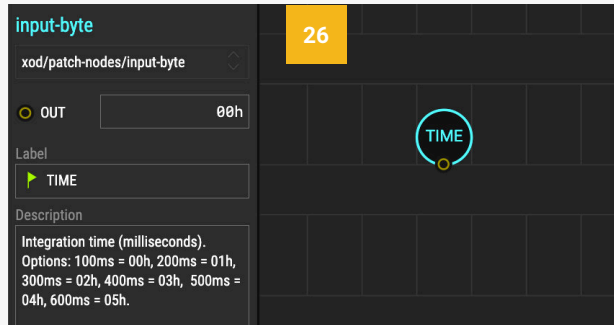 input-byte
26
xod/patch-nodes/input-byte
OUT
00h
TIME
Label
TIME
Description
Integration time (milliseconds).
Options: 100ms = 00h, 200ms = 01h,
300ms = 02h, 400ms = 03h, 500ms =
04h, 600ms = 05h.